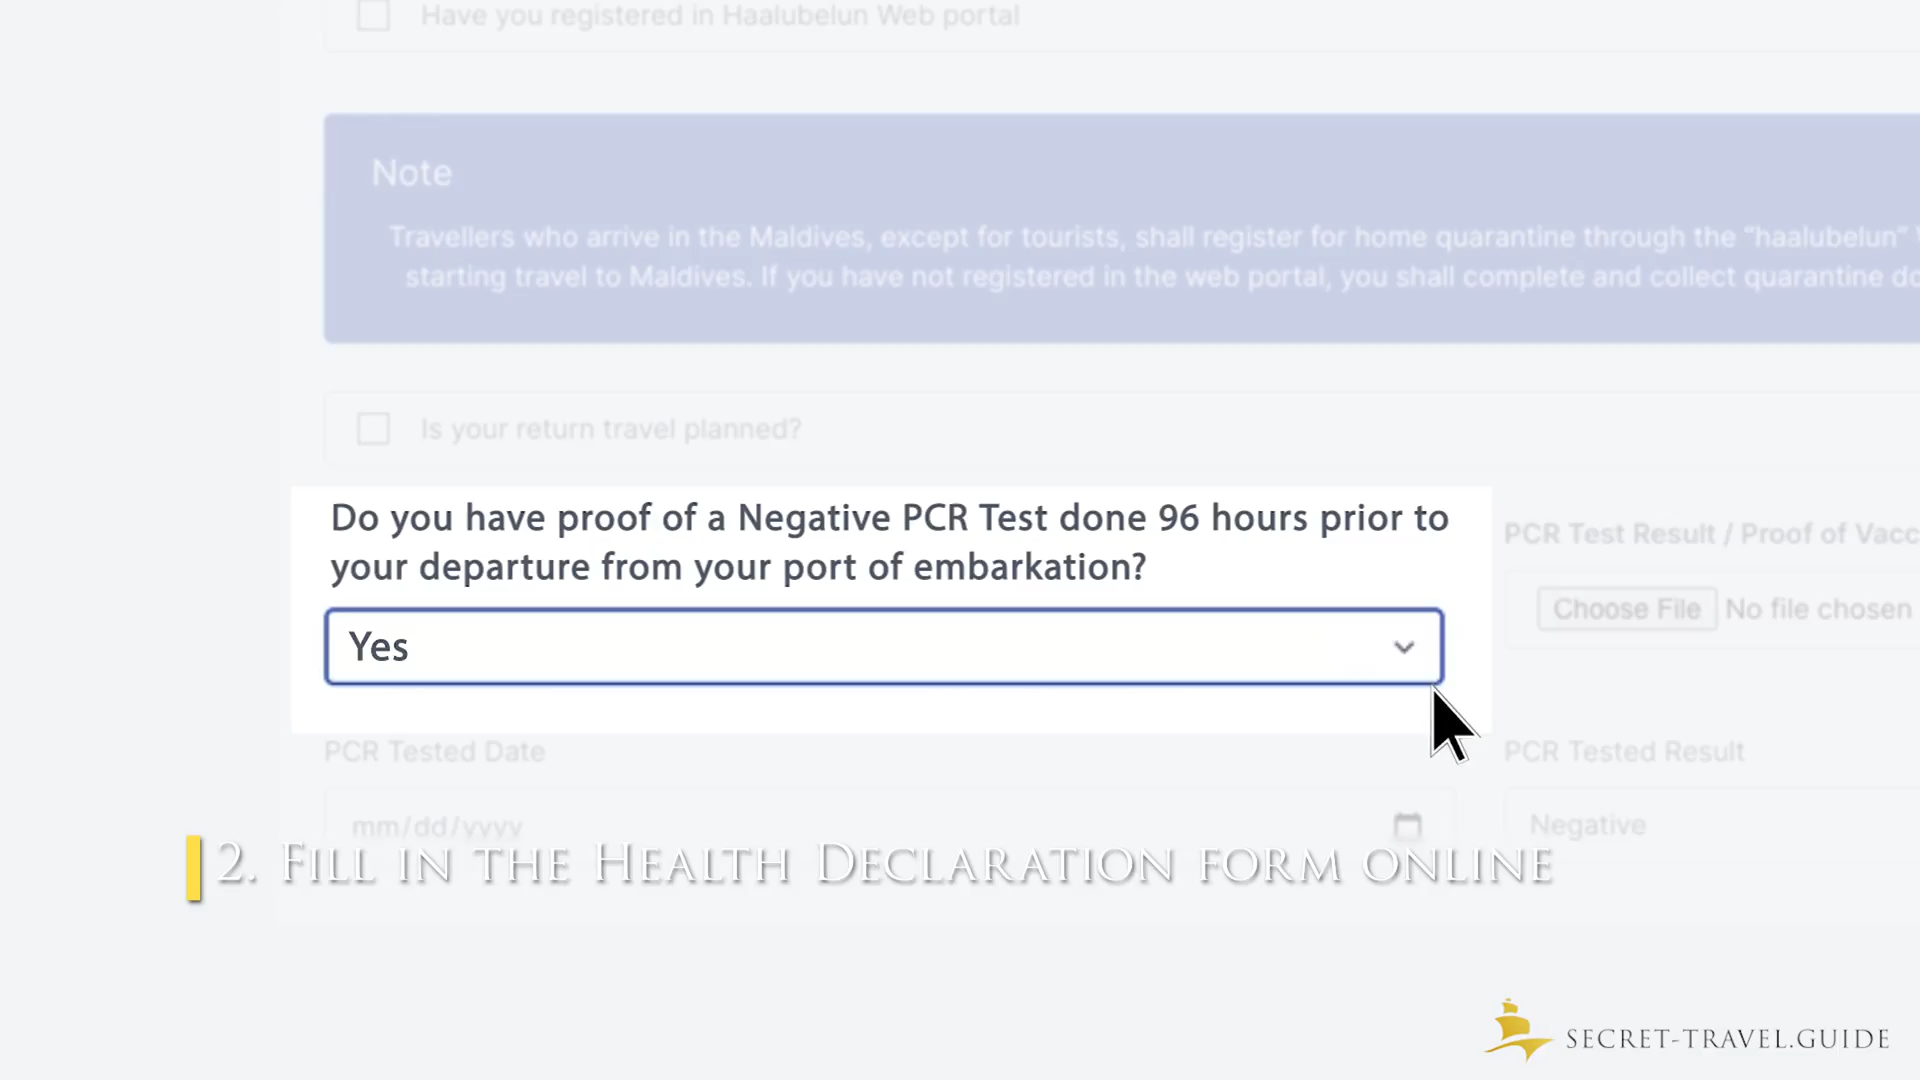 Have you registered in Haalubelun Web portal
Note
Travellers who arrive in the Maldives, except for tourists, shall register for home quarantine through the "haalubelun"
starting travel to Maldives. If you have not registered in the web portal, you shall complete and collect quarantine
Is your return travel planned?
Do you have proof of a Negative PCR Test done 96 hours prior to
your departure from your port of embarkation?
Yes
PCR Test Result / Proof of Vacc
Choose File No file chosen
PCR Tested Date
PCR Tested Result
mm/dd/yyyy
Negative
2. Fill in the Health Declaration form online
SECRET-TRAVEL.GUIDE